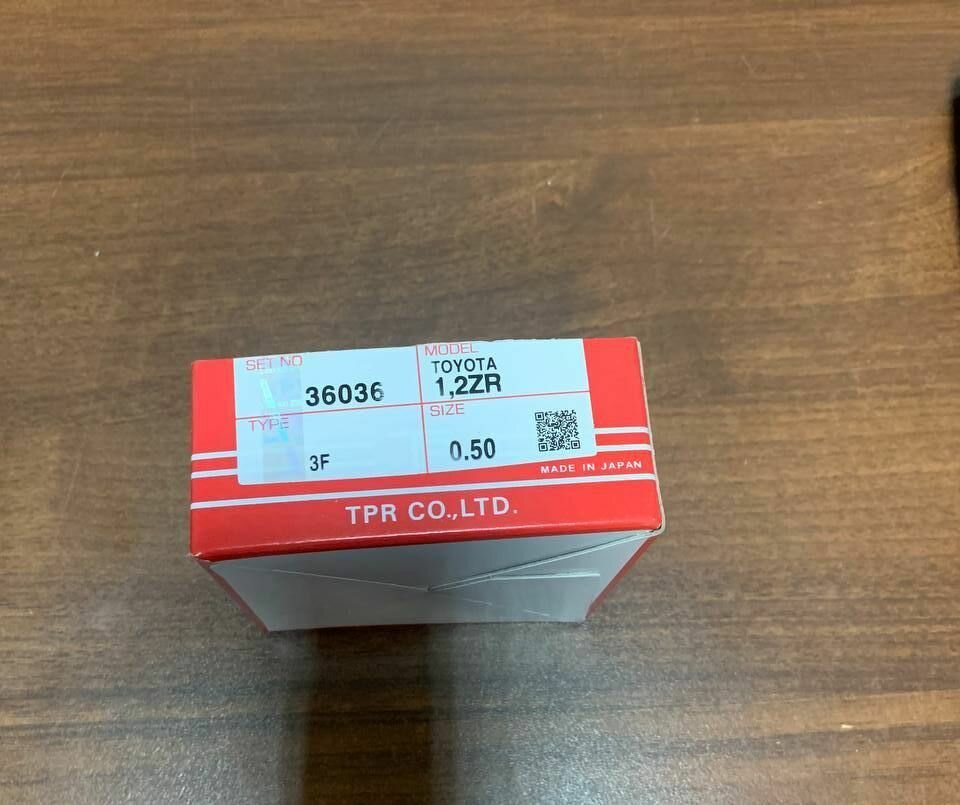 SET NO
36036
MODEL
TOYOTA
1,2ZR
TYPE
3F
SIZE
0.50
MADE IN JAPAN
TPR CO.,LTD.